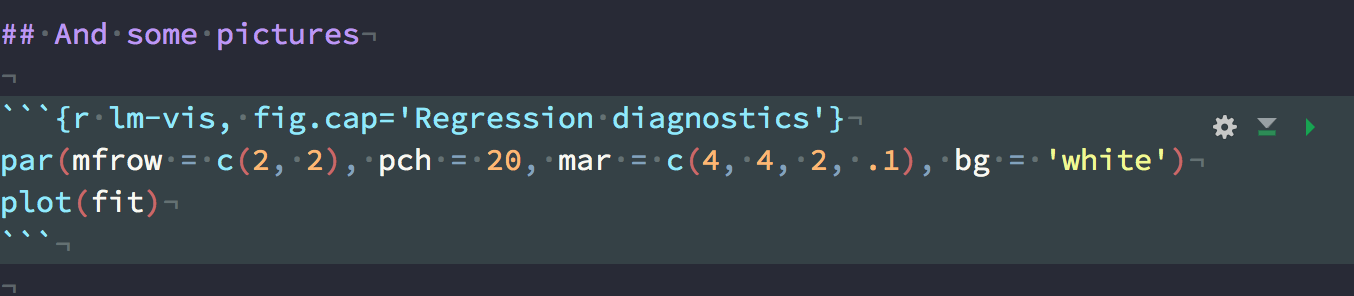 ## And some pictures
```{r lm-vis, fig.cap='Regression diagnostics'}
par(mfrow = c(2, 2), pch = 20, mar = c(4, 4, 2, .1), bg = 'white')
plot(fit)
```